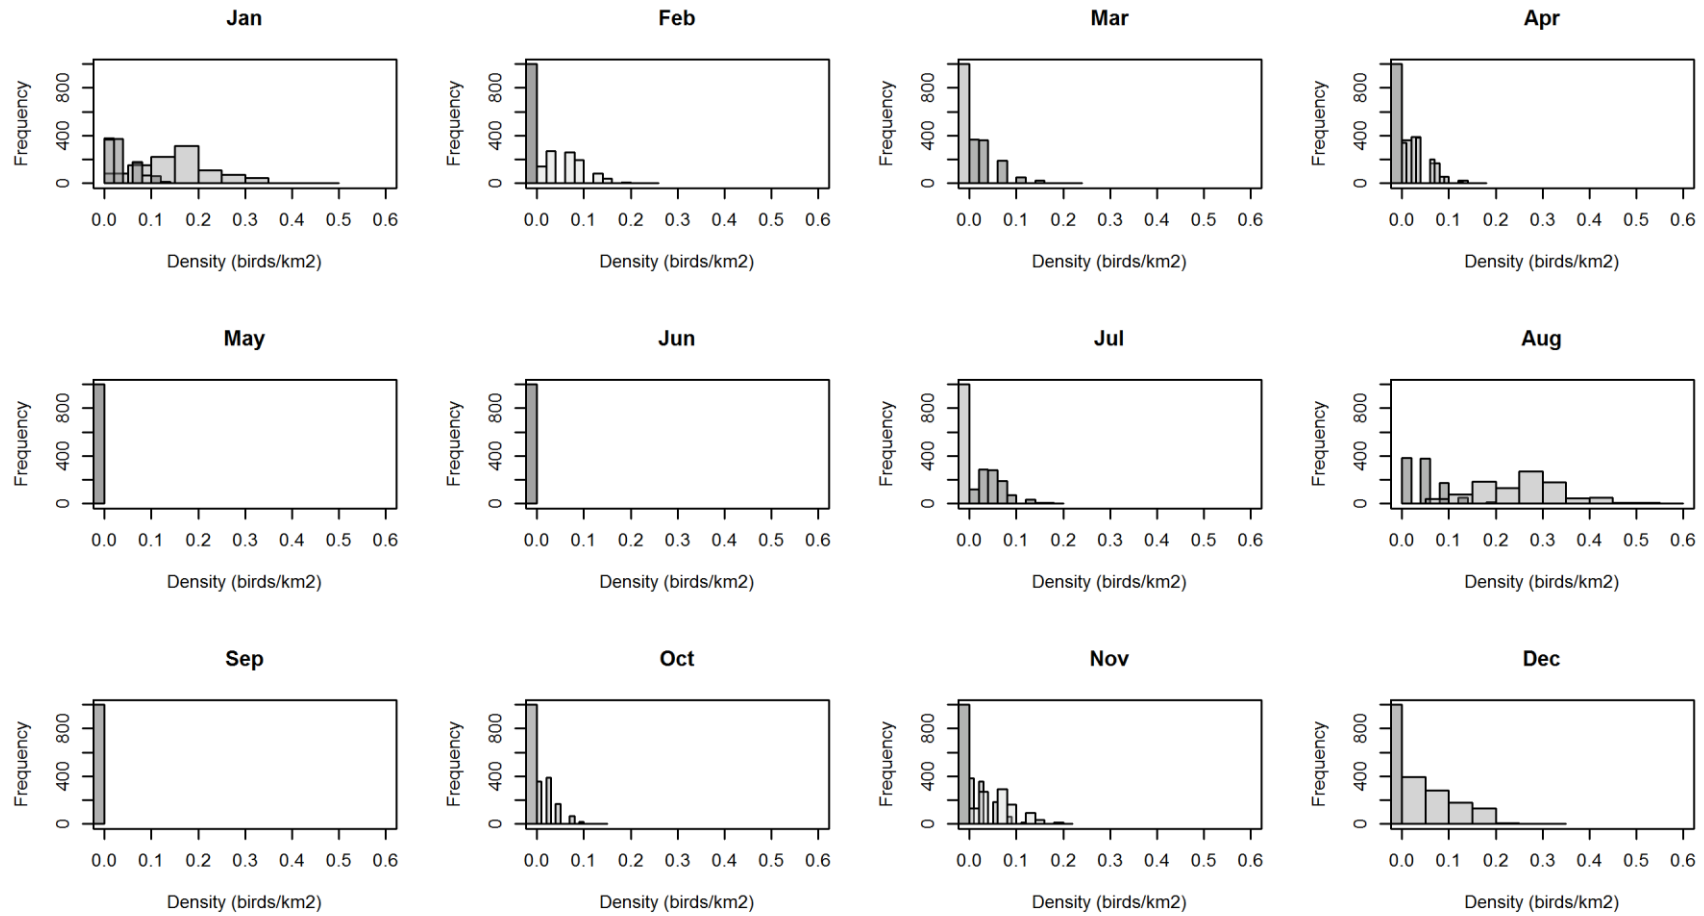 Jan Feb Mar Apr
Frequency 0 400 800 Frequency 0 400 800 Frequency 0 400 800 Frequency 0 400 800
0.0 0.1 0.2 0.3 0.4 0.5 0.6 0.0 0.1 0.2 0.3 0.4 0.5 0.6 0.0 0.1 0.2 0.3 0.4 0.5 0.6 0.0 0.1 0.2 0.3 0.4 0.5 0.6
Density (birds/km2) Density (birds/km2) Density (birds/km2) Density (birds/km2)
May Jun Jul Aug
Frequency 0 400 800 Frequency 0 400 800 Frequency 0 400 800 Frequency 0 400 800
0.0 0.1 0.2 0.3 0.4 0.5 0.6 0.0 0.1 0.2 0.3 0.4 0.5 0.6 0.0 0.1 0.2 0.3 0.4 0.5 0.6 0.0 0.1 0.2 0.3 0.4 0.5 0.6
Density (birds/km2) Density (birds/km2) Density (birds/km2) Density (birds/km2)
Sep Oct Nov Dec
Frequency 0 400 800 Frequency 0 400 800 Frequency 0 400 800 Frequency 0 400 800
0.0 0.1 0.2 0.3 0.4 0.5 0.6 0.0 0.1 0.2 0.3 0.4 0.5 0.6 0.0 0.1 0.2 0.3 0.4 0.5 0.6 0.0 0.1 0.2 0.3 0.4 0.5 0.6
Density (birds/km2) Density (birds/km2) Density (birds/km2) Density (birds/km2)